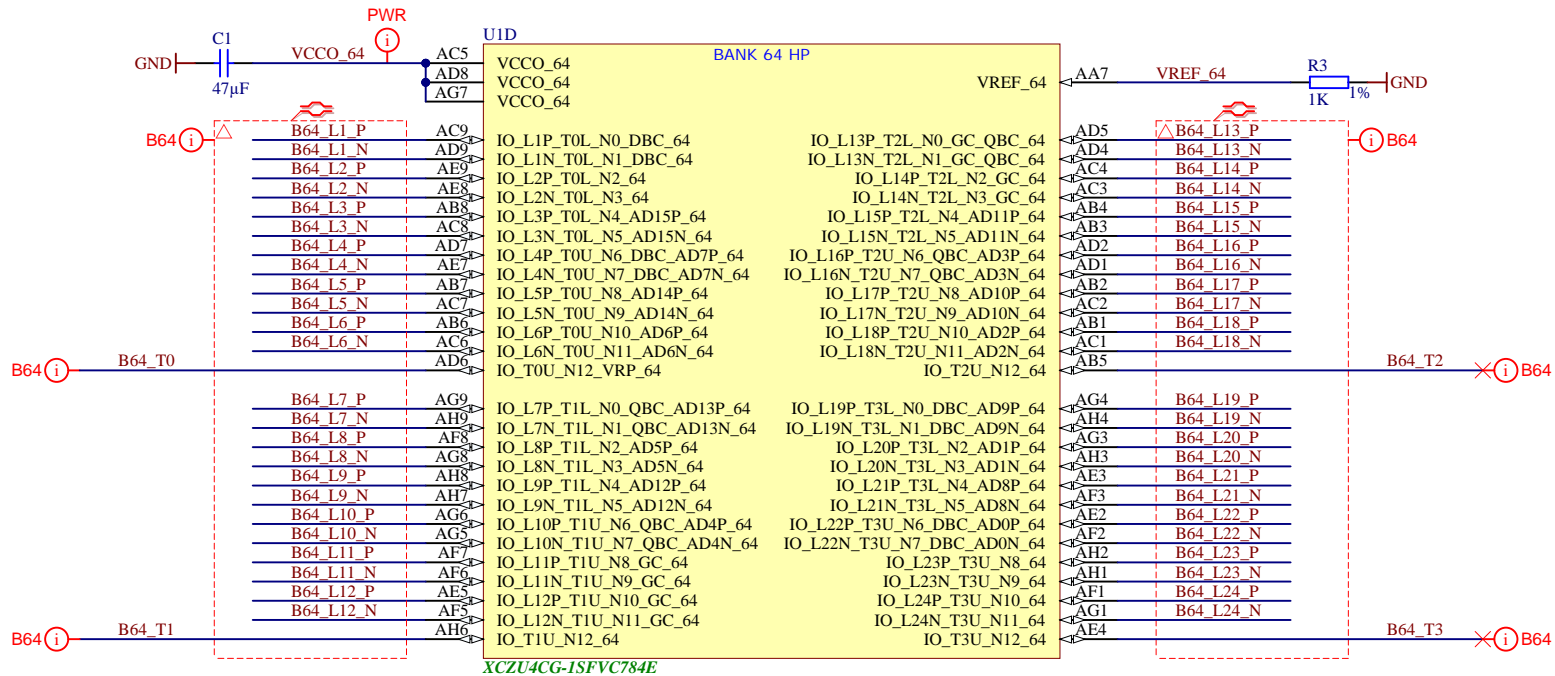 PWR
C1
GND
47µF
VCCO_64
U1D
BANK 64 HP
AC5 VCCO_64
AD8 VCCO_64
AG7 VCCO_64
VREF_64 AA7 VREF_64
R3
1K
1%
GND
B64 i
i B64
B64_L1_P AC9 IO_L1P_T0L_N0_DBC_64 IO_L13P_T2L_N0_GC_QBC_64 AD5 B64_L13_P
B64_L1_N AD9 IO_L1N_T0L_N1_DBC_64 IO_L13N_T2L_N1_GC_QBC_64 AD4 B64_L13_N
B64_L2_P AE9 IO_L2P_T0L_N2_64 IO_L14P_T2L_N2_GC_64 AC4 B64_L14_P
B64_L2_N AE8 IO_L2N_T0L_N3_64 IO_L14N_T2L_N3_GC_64 AC3 B64_L14_N
B64_L3_P AB8 IO_L3P_T0L_N4_AD15P_64 IO_L15P_T2L_N4_AD11P_64 AB4 B64_L15_P
B64_L3_N AC8 IO_L3N_T0L_N5_AD15N_64 IO_L15N_T2L_N5_AD11N_64 AB3 B64_L15_N
B64_L4_P AD7 IO_L4P_T0U_N6_DBC_AD7P_64 IO_L16P_T2U_N6_QBC_AD3P_64 AD2 B64_L16_P
B64_L4_N AE7 IO_L4N_T0U_N7_DBC_AD7N_64 IO_L16N_T2U_N7_QBC_AD3N_64 AD1 B64_L16_N
B64_L5_P AB7 IO_L5P_T0U_N8_AD14P_64 IO_L17P_T2U_N8_AD10P_64 AB2 B64_L17_P
B64_L5_N AC7 IO_L5N_T0U_N9_AD14N_64 IO_L17N_T2U_N9_AD10N_64 AC2 B64_L17_N
B64_L6_P AB6 IO_L6P_T0U_N10_AD6P_64 IO_L18P_T2U_N10_AD2P_64 AB1 B64_L18_P
B64_L6_N AC6 IO_L6N_T0U_N11_AD6N_64 IO_L18N_T2U_N11_AD2N_64 AC1 B64_L18_N
B64 i B64_T0 AD6 IO_T0U_N12_VRP_64 IO_T2U_N12_64 AB5 B64_T2 i B64
B64_L7_P AG9 IO_L7P_T1L_N0_QBC_AD13P_64 IO_L19P_T3L_N0_DBC_AD9P_64 AG4 B64_L19_P
B64_L7_N AH9 IO_L7N_T1L_N1_QBC_AD13N_64 IO_L19N_T3L_N1_DBC_AD9N_64 AH4 B64_L19_N
B64_L8_P AF8 IO_L8P_T1L_N2_AD5P_64 IO_L20P_T3L_N2_AD1P_64 AG3 B64_L20_P
B64_L8_N AG8 IO_L8N_T1L_N3_AD5N_64 IO_L20N_T3L_N3_AD1N_64 AH3 B64_L20_N
B64_L9_P AH8 IO_L9P_T1L_N4_AD12P_64 IO_L21P_T3L_N4_AD8P_64 AE3 B64_L21_P
B64_L9_N AH7 IO_L9N_T1L_N5_AD12N_64 IO_L21N_T3L_N5_AD8N_64 AF3 B64_L21_N
B64_L10_P AG6 IO_L10P_T1U_N6_QBC_AD4P_64 IO_L22P_T3U_N6_DBC_AD0P_64 AE2 B64_L22_P
B64_L10_N AG5 IO_L10N_T1U_N7_QBC_AD4N_64 IO_L22N_T3U_N7_DBC_AD0N_64 AF2 B64_L22_N
B64_L11_P AF7 IO_L11P_T1U_N8_GC_64 IO_L23P_T3U_N8_64 AH2 B64_L23_P
B64_L11_N AF6 IO_L11N_T1U_N9_GC_64 IO_L23N_T3U_N9_64 AH1 B64_L23_N
B64_L12_P AE5 IO_L12P_T1U_N10_GC_64 IO_L24P_T3U_N10_64 AF1 B64_L24_P
B64_L12_N AF5 IO_L12N_T1U_N11_GC_64 IO_L24N_T3U_N11_64 AG1 B64_L24_N
B64 i B64_T1 AH6 IO_T1U_N12_64 IO_T3U_N12_64 AE4 B64_T3 i B64
XCZU4CG-1SFVC784E